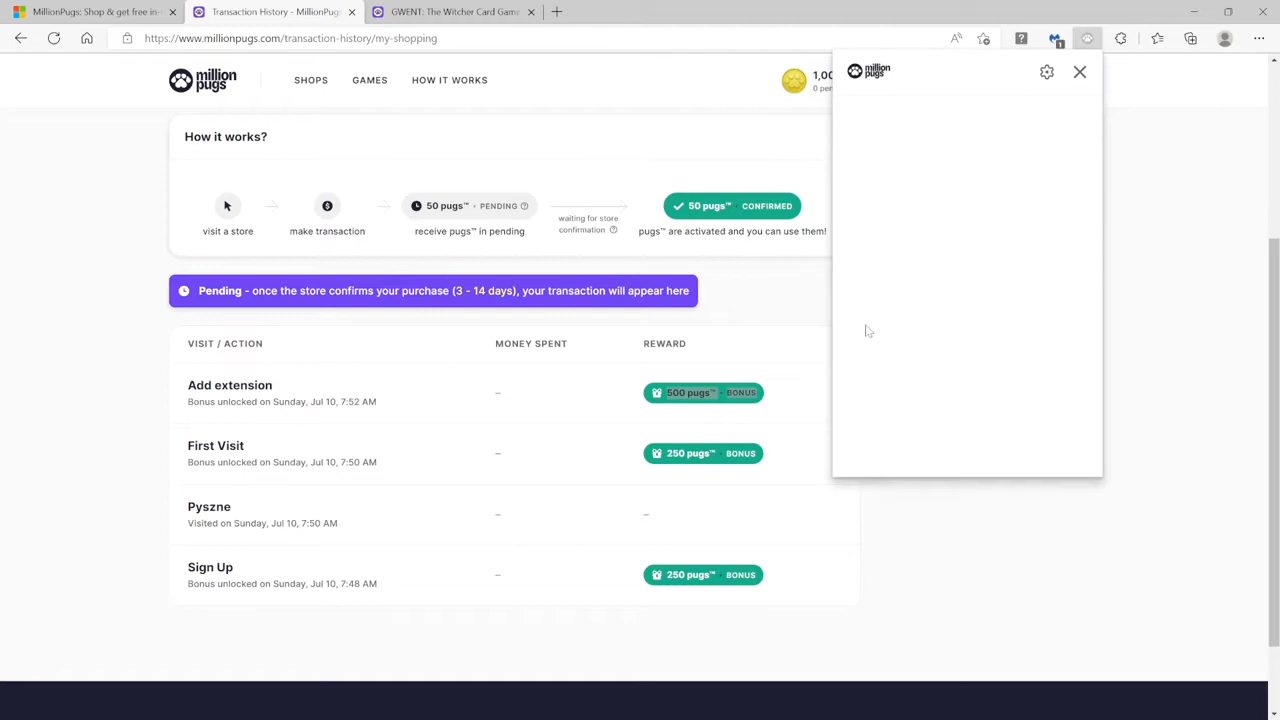 MillionPugs: Shop & get free in-
Transaction History - MillionPugs
GWENT: The Witcher Card Game
https://www.millionpugs.com/transaction-history/my-shopping
1
million
pugs
SHOPS GAMES HOW IT WORKS
1,00
0 pen
million
pugs
How it works?
50 pugs™ · PENDING
50 pugs™ · CONFIRMED
visit a store
make transaction
receive pugs™ in pending
waiting for store
confirmation
pugs™ are activated and you can use them!
Pending - once the store confirms your purchase (3 - 14 days), your transaction will appear here
VISIT / ACTION MONEY SPENT REWARD
Add extension
Bonus unlocked on Sunday, Jul 10, 7:52 AM
– 500 pugs™ · BONUS
First Visit
Bonus unlocked on Sunday, Jul 10, 7:50 AM
– 250 pugs™ · BONUS
Pyszne
Visited on Sunday, Jul 10, 7:50 AM
– –
Sign Up
Bonus unlocked on Sunday, Jul 10, 7:48 AM
– 250 pugs™ · BONUS